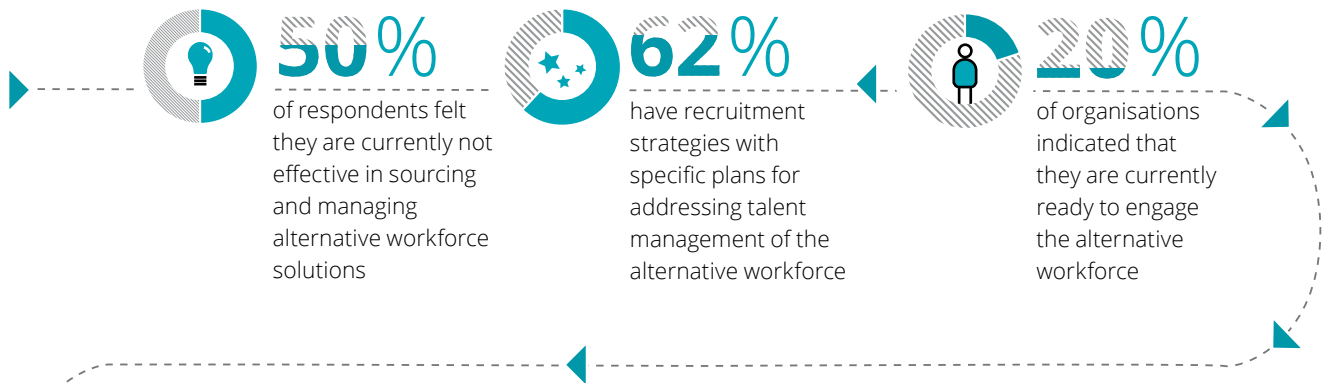 50%
of respondents felt
they are currently not
effective in sourcing
and managing
alternative workforce
solutions
62%
have recruitment
strategies with
specific plans for
addressing talent
management of the
alternative workforce
20%
of organisations
indicated that
they are currently
ready to engage
the alternative
workforce